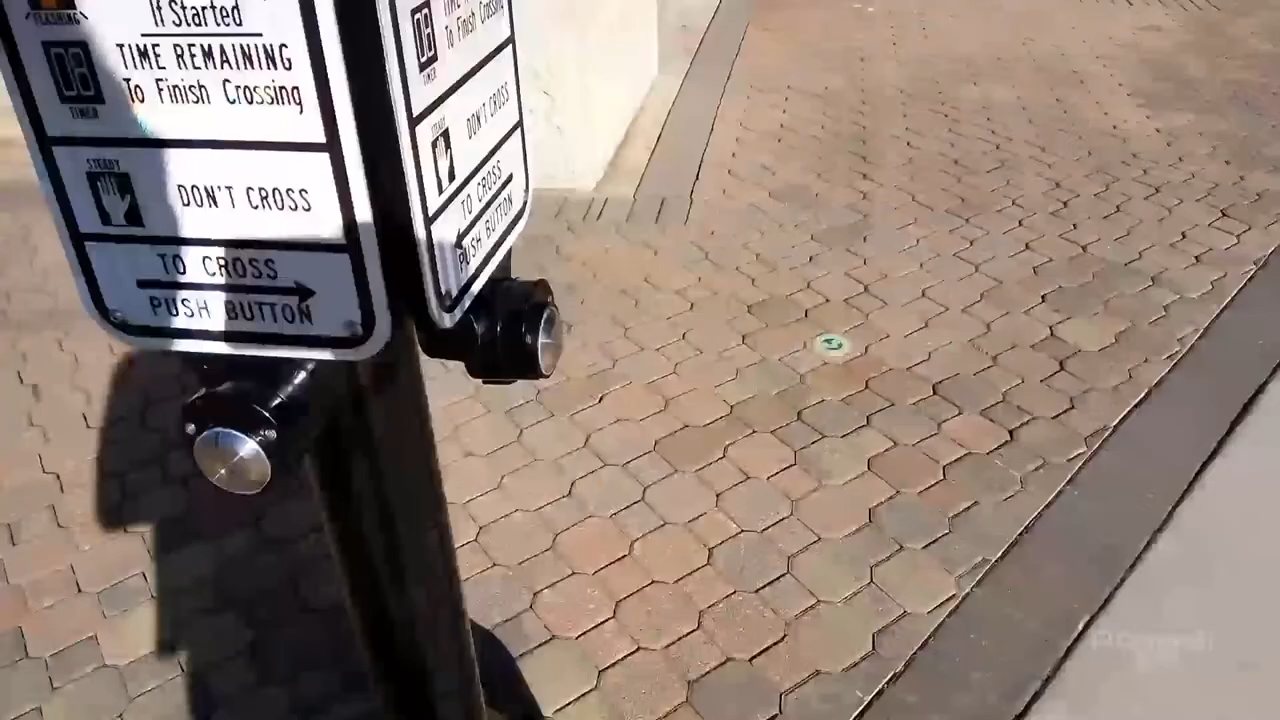 FLASHING
If Started
TIME REMAINING
To Finish Crossing
08
TIMER
STEADY
DON'T CROSS
TO CROSS
PUSH BUTTON
To Finish Crossing
08
TIMER
STEADY
DON'T CROSS
TO CROSS
PUSH BUTTON